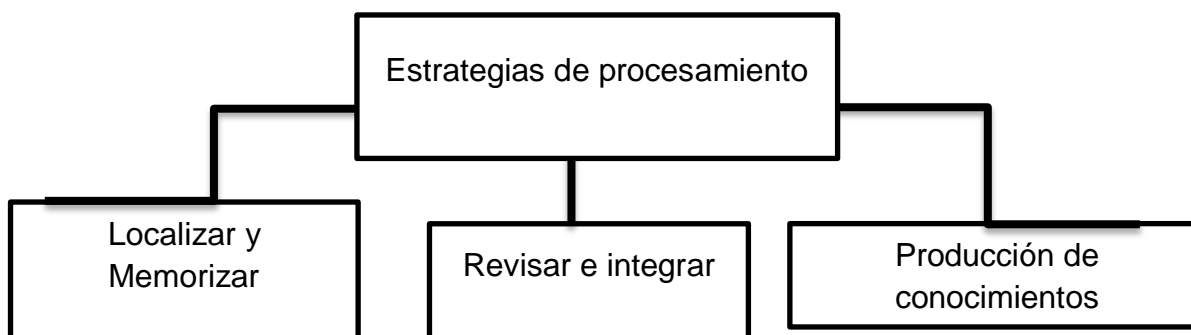 Estrategias de procesamiento
Localizar y
Memorizar
Revisar e integrar
Producción de
conocimientos